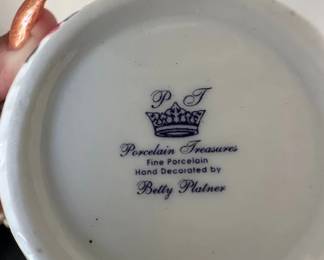 P T
Porcelain Treasures
Fine Porcelain
Hand Decorated by
Betty Platner